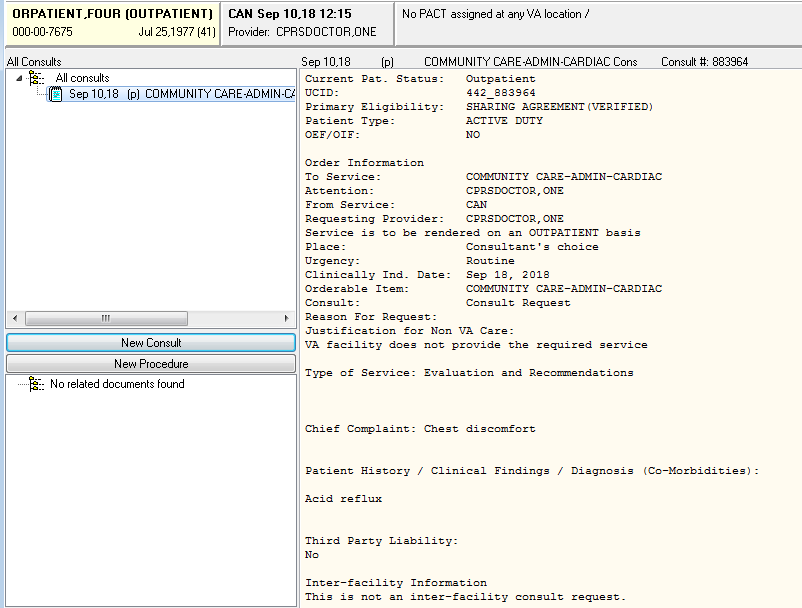 ORPATIENT,FOUR (OUTPATIENT)
000-00-7675 Jul 25,1977 (41)
CAN Sep 10,18 12:15
Provider: CPRSDOCTOR,ONE
No PACT assigned at any VA location /
All Consults
All consults
Sep 10,18 (p) COMMUNITY CARE-ADMIN-CA
New Consult
New Procedure
No related documents found
Sep 10,18 (p) COMMUNITY CARE-ADMIN-CARDIAC Cons Consult #: 883964
Current Pat. Status: Outpatient
UCID: 442_883964
Primary Eligibility: SHARING AGREEMENT(VERIFIED)
Patient Type: ACTIVE DUTY
OEF/OIF: NO
Order Information
To Service: COMMUNITY CARE-ADMIN-CARDIAC
Attention: CPRSDOCTOR,ONE
From Service: CAN
Requesting Provider: CPRSDOCTOR,ONE
Service is to be rendered on an OUTPATIENT basis
Place: Consultant's choice
Urgency: Routine
Clinically Ind. Date: Sep 18, 2018
Orderable Item: COMMUNITY CARE-ADMIN-CARDIAC
Consult: Consult Request
Reason For Request:
Justification for Non VA Care:
VA facility does not provide the required service
Type of Service: Evaluation and Recommendations
Chief Complaint: Chest discomfort
Patient History / Clinical Findings / Diagnosis (Co-Morbidities):
Acid reflux
Third Party Liability:
No
Inter-facility Information
This is not an inter-facility consult request.